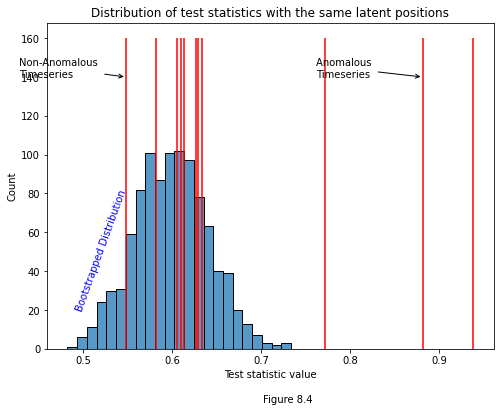 Distribution of test statistics with the same latent positions
160
140
120
100
80
60
40
20
0
Count
Non-Anomalous
Timeseries
Anomalous
Timeseries
Bootstrapped Distribution
0.5
0.6
0.7
0.8
0.9
Test statistic value
Figure 8.4